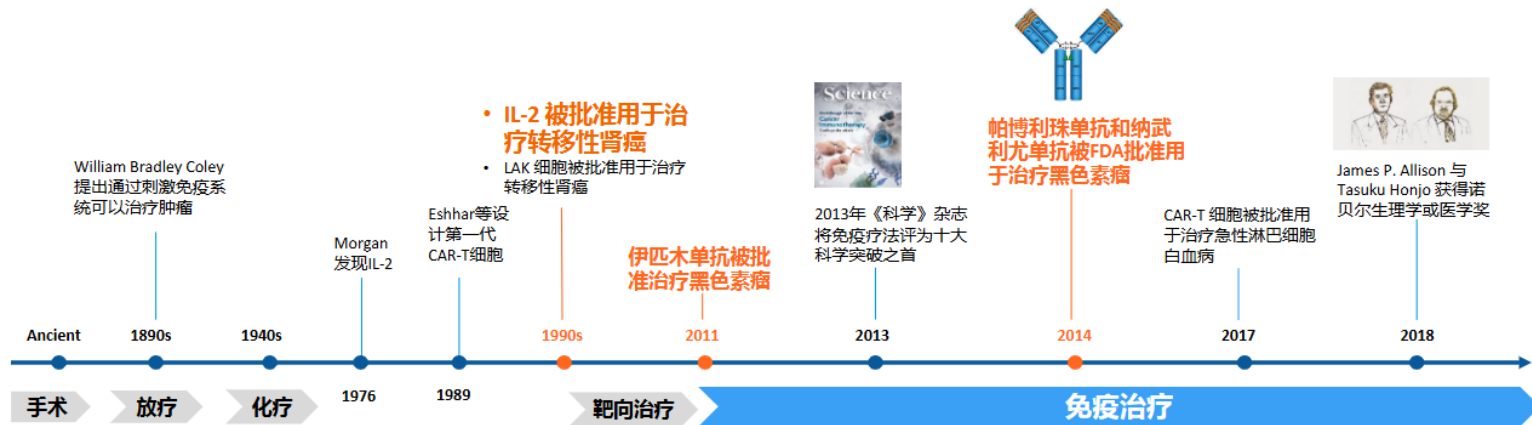 William Bradley Coley
提出通过刺激免疫系
统可以治疗肿瘤
Morgan
发现IL-2
Eshhar等设
计第一代
CAR-T细胞
• IL-2 被批准用于治
疗转移性肾癌
• LAK 细胞被批准用于治疗
转移性肾癌
伊匹木单抗被批
准治疗黑色素瘤
Science
Cancer
Immunotherapy
2013年《科学》杂志
将免疫疗法评为十大
科学突破之首
帕博利珠单抗和纳武
利尤单抗被FDA批准用
于治疗黑色素瘤
CAR-T 细胞被批准用
于治疗急性淋巴细胞
白血病
James P. Allison 与
Tasuku Honjo 获得诺
贝尔生理学或医学奖
Ancient
1890s
1940s
1990s
2011
2013
2014
2017
2018
1976
1989
手术
放疗
化疗
靶向治疗
免疫治疗